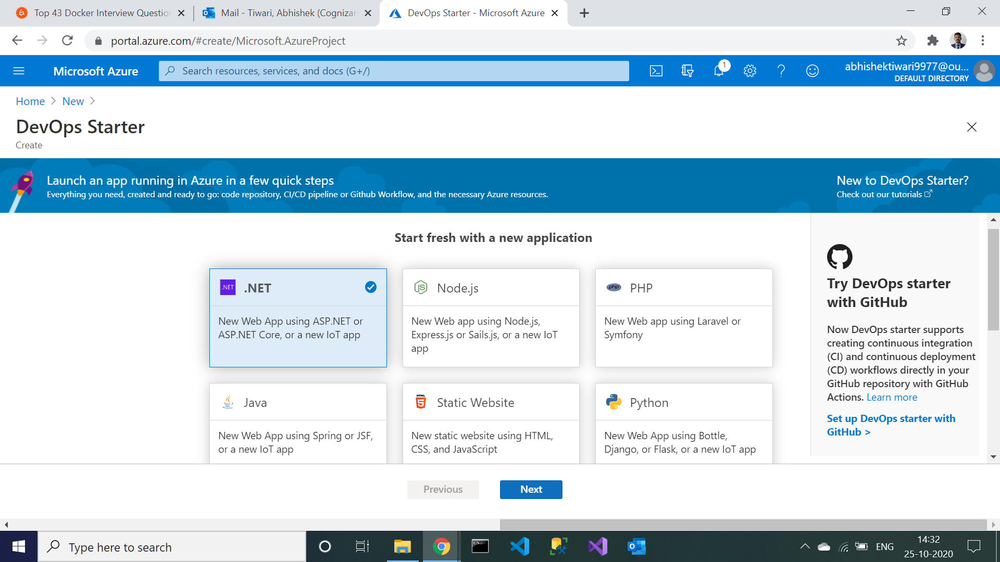 Top 43 Docker Interview Questio
Mail - Tiwari, Abhishek (Cognizan
DevOps Starter - Microsoft Azure
portal.azure.com/#create/Microsoft.AzureProject
Microsoft Azure
Search resources, services, and docs (G+/)
1
abhishektiwari9977@ou...
DEFAULT DIRECTORY
Home
New
DevOps Starter
Create
Launch an app running in Azure in a few quick steps
Everything you need, created and ready to go: code repository, CI/CD pipeline or Github Workflow, and the necessary Azure resources.
New to DevOps Starter?
Check out our tutorials
Start fresh with a new application
.NET
.NET
New Web App using ASP.NET or
ASP.NET Core, or a new IoT app
JS
Node.js
New Web app using Node.js,
Express.js or Sails.js, or a new IoT
app
php
PHP
New Web app using Laravel or
Symfony
Java
New Web App using Spring or JSF,
or a new IoT app
HTML
5
Static Website
New static website using HTML,
CSS, and JavaScript
Python
New Web App using Bottle,
Django, or Flask, or a new IoT app
Try DevOps starter
with GitHub
Now DevOps starter supports
creating continuous integration
(CI) and continuous deployment
(CD) workflows directly in your
GitHub repository with GitHub
Actions. Learn more
Set up DevOps starter with
GitHub >
Previous
Next
Type here to search
ENG
14:32
25-10-2020